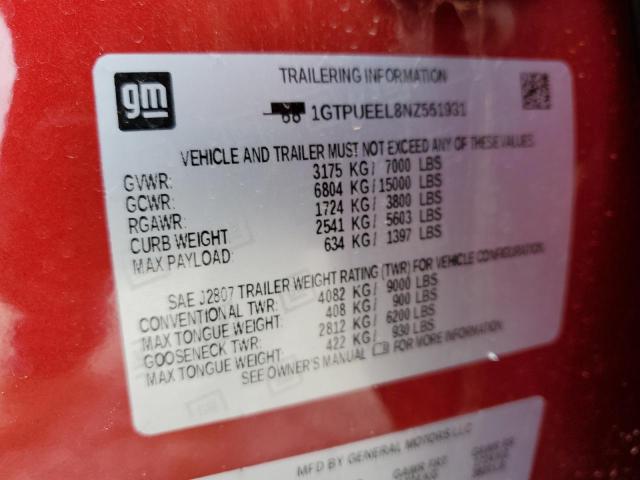 gm
TRAILERING INFORMATION
1GTPUEEL8NZ551931
VEHICLE AND TRAILER MUST NOT EXCEED ANY OF THESE VALUES
GVWR: 3175 KG/ 7000 LBS
GCWR: 6804 KG/ 15000 LBS
RGAWR: 1724 KG/ 3800 LBS
CURB WEIGHT 2541 KG/ 5603 LBS
MAX PAYLOAD: 634 KG/ 1397 LBS
SAE J2807 TRAILER WEIGHT RATING (TWR) FOR VEHICLE CONFIGURATION:
CONVENTIONAL TWR: 4082 KG/ 9000 LBS
MAX TONGUE WEIGHT: 408 KG/ 900 LBS
GOOSENECK TWR: 2812 KG/ 6200 LBS
MAX TONGUE WEIGHT: 422 KG/ 930 LBS
SEE OWNER'S MANUAL FOR MORE INFORMATION
MFD BY GENERAL MOTORS LLC